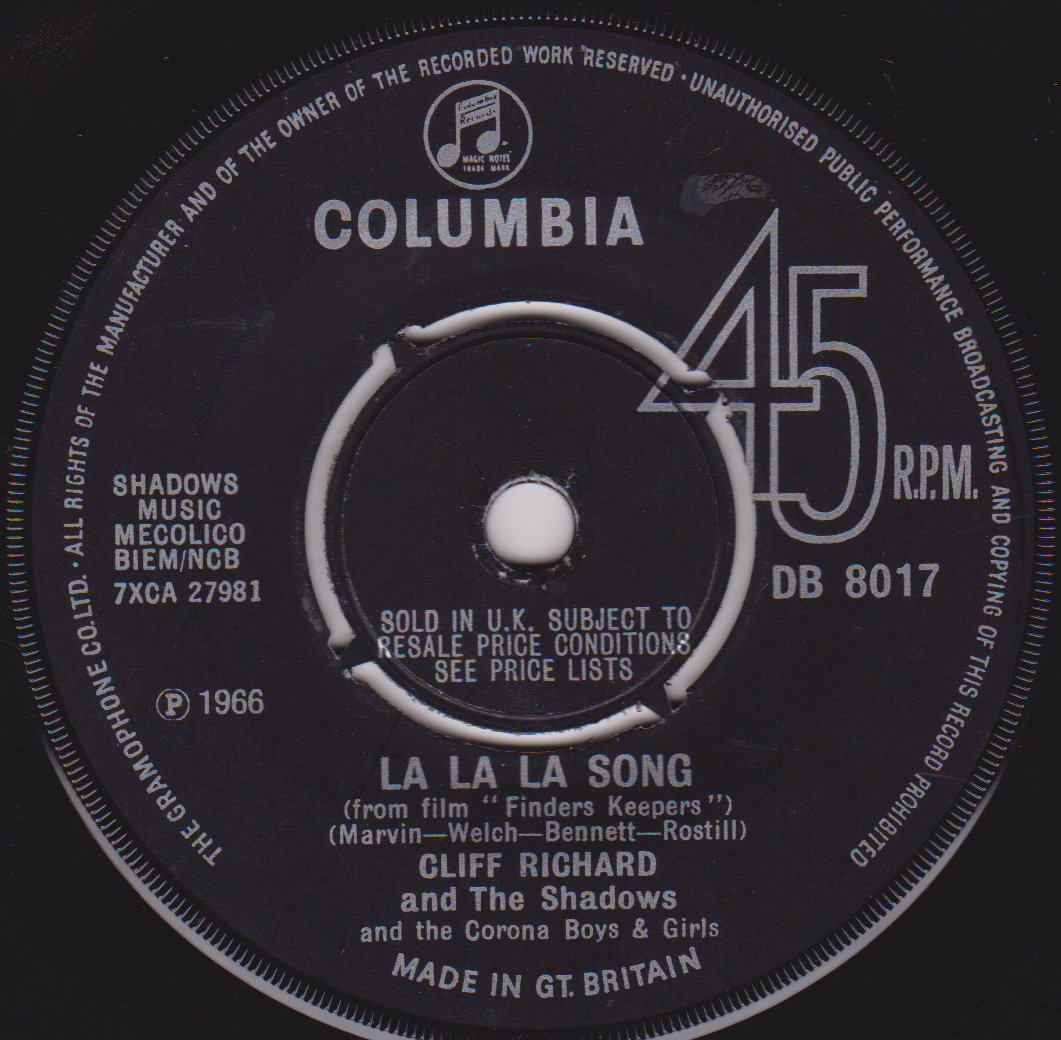 THE GRAMOPHONE CO. LTD. · ALL RIGHTS OF THE MANUFACTURER AND OF THE OWNER OF THE RECORDED WORK RESERVED · UNAUTHORISED PUBLIC PERFORMANCE BROADCASTING AND COPYING OF THIS RECORD PROHIBITED
Columbia
Records
MAGIC NOTES
TRADE MARK
COLUMBIA
45
R.P.M.
SHADOWS
MUSIC
MECOLICO
BIEM/NCB
7XCA 27981
DB 8017
SOLD IN U.K. SUBJECT TO
RESALE PRICE CONDITIONS
SEE PRICE LISTS
Ⓟ 1966
LA LA LA SONG
(from film “Finders Keepers”)
(Marvin—Welch—Bennett—Rostill)
CLIFF RICHARD
and The Shadows
and the Corona Boys & Girls
MADE IN GT. BRITAIN